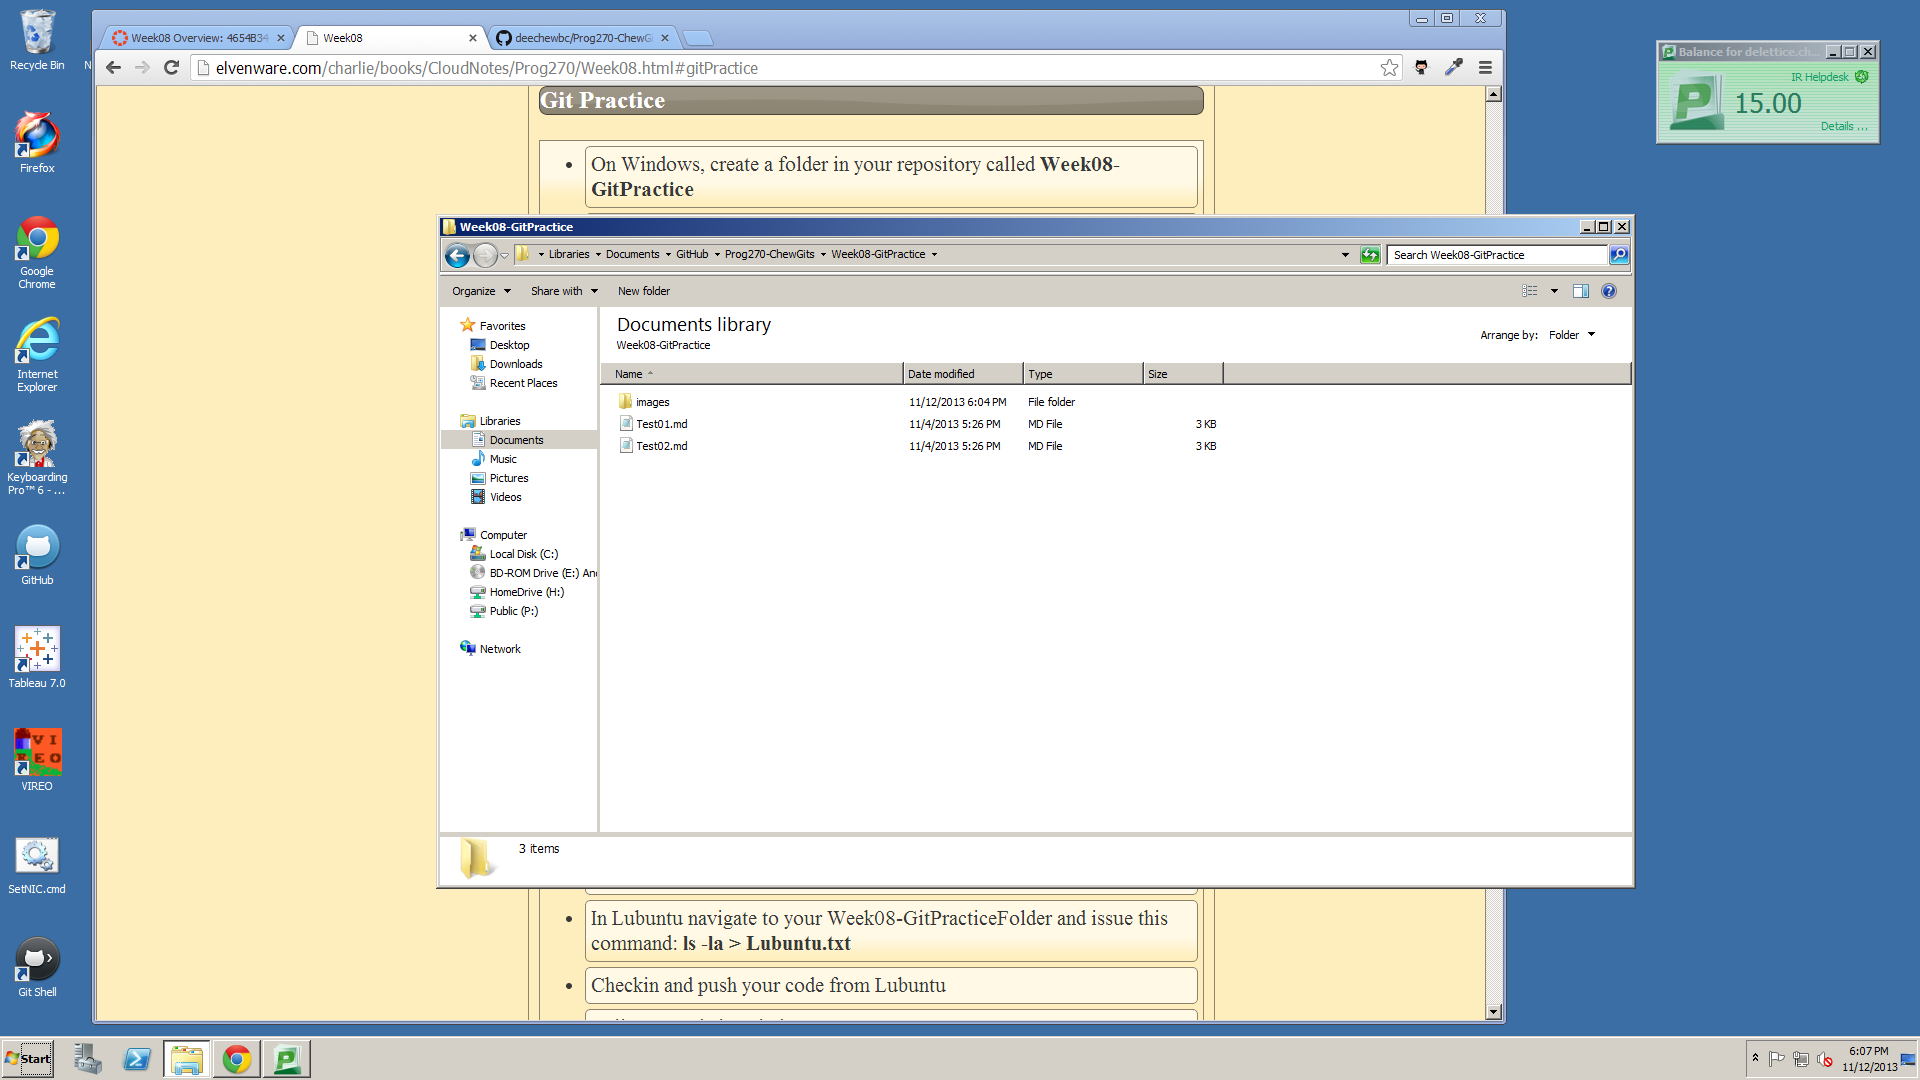 Recycle Bin
N
Firefox
Google
Chrome
Internet
Explorer
Keyboarding
Pro™ 6 - ...
GitHub
Tableau 7.0
VIREO
SetNIC.cmd
Git Shell
Week08 Overview: 4654B34
Week08
deechewbc/Prog270-ChewGi
elvenware.com/charlie/books/CloudNotes/Prog270/Week08.html#gitPractice
Git Practice
• On Windows, create a folder in your repository called Week08-
GitPractice
Week08-GitPractice
Libraries Documents GitHub Prog270-ChewGits Week08-GitPractice
Search Week08-GitPractice
Organize Share with New folder
Favorites
Desktop
Downloads
Recent Places
Libraries
Documents
Music
Pictures
Videos
Computer
Local Disk (C:)
BD-ROM Drive (E:) An
HomeDrive (H:)
Public (P:)
Network
Documents library
Week08-GitPractice
Arrange by: Folder
Name Date modified Type Size
images 11/12/2013 6:04 PM File folder
Test01.md 11/4/2013 5:26 PM MD File 3 KB
Test02.md 11/4/2013 5:26 PM MD File 3 KB
3 items
• In Lubuntu navigate to your Week08-GitPracticeFolder and issue this
command: ls -la > Lubuntu.txt
• Checkin and push your code from Lubuntu
Balance for delettice.ch...
IR Helpdesk
15.00
Details ...
Start
6:07 PM
11/12/2013